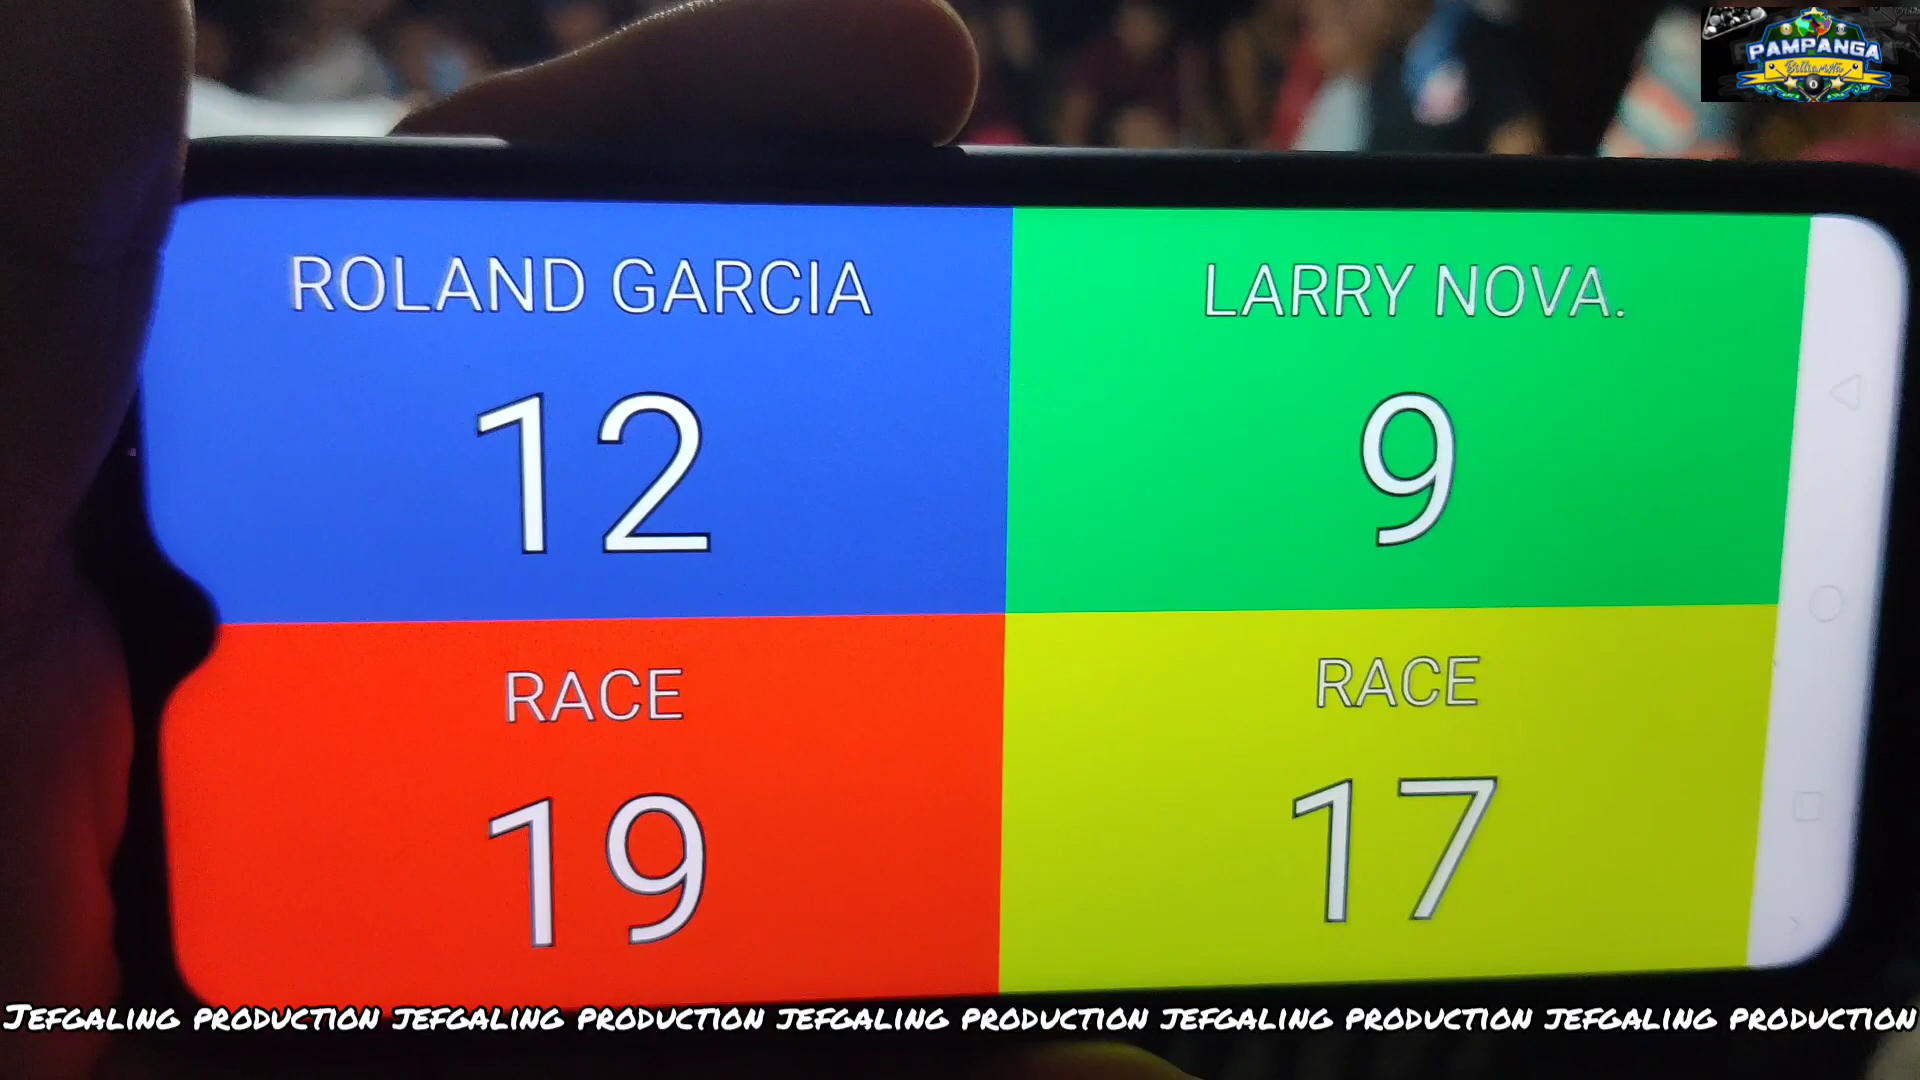 PAMPANGA
Billiards
ROLAND GARCIA
LARRY NOVA.
12
9
RACE
RACE
19
17
JEFGALING PRODUCTION JEFGALING PRODUCTION JEFGALING PRODUCTION JEFGALING PRODUCTION JEFGALING PRODUCTION